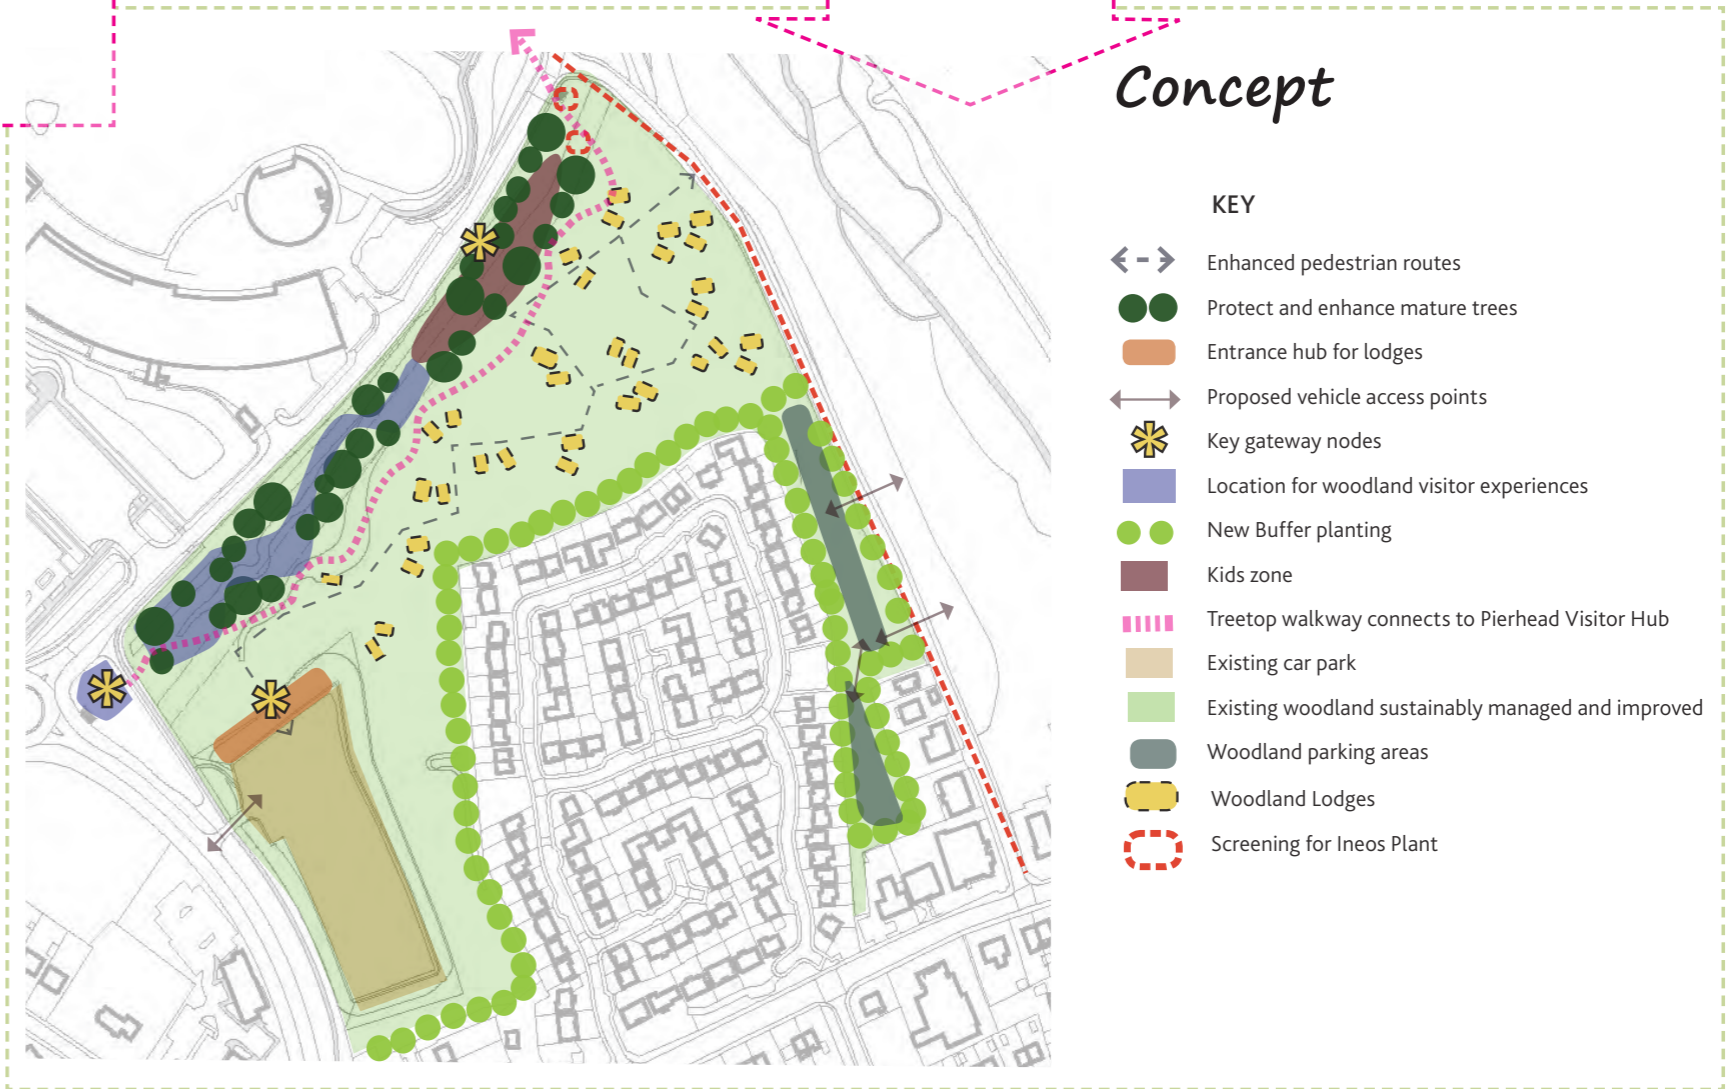 Concept
KEY
Enhanced pedestrian routes
Protect and enhance mature trees
Entrance hub for lodges
Proposed vehicle access points
Key gateway nodes
Location for woodland visitor experiences
New Buffer planting
Kids zone
Treetop walkway connects to Pierhead Visitor Hub
Existing car park
Existing woodland sustainably managed and improved
Woodland parking areas
Woodland Lodges
Screening for Ineos Plant